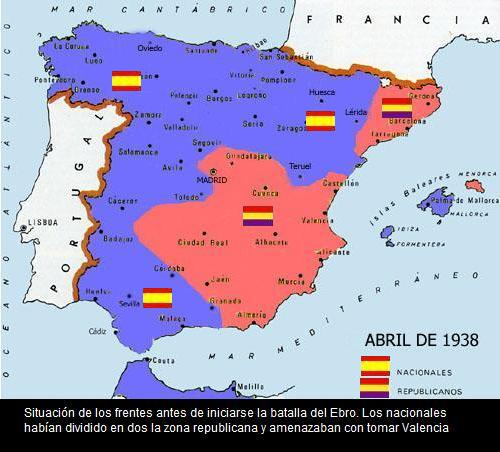 MAR CANTÁBRICO
FRANCIA
La Coruña
Oviedo
Santander
Bilbao
San Sebastián
Lugo
Vitoria
Pamplona
Pontevedra
Orense
León
Palencia
Burgos
Logroño
Huesca
Gerona
Zamora
Valladolid
Soria
Zaragoza
Lérida
Barcelona
Tarragona
Salamanca
Segovia
Guadalajara
Teruel
Ávila
MADRID
Cuenca
Castellón
Islas Baleares
MENORCA
Palma de Mallorca
MALLORCA
IBIZA
FORMENTERA
OCÉANO ATLÁNTICO
PORTUGAL
LISBOA
Cáceres
Toledo
Valencia
Badajoz
Ciudad Real
Albacete
Alicante
Córdoba
Jaén
Murcia
Huelva
Sevilla
Granada
Almería
Cádiz
Málaga
MAR MEDITERRÁNEO
Ceuta
Melilla
ABRIL DE 1938
NACIONALES
REPUBLICANOS
Situación de los frentes antes de iniciarse la batalla del Ebro. Los nacionales
habían dividido en dos la zona republicana y amenazaban con tomar Valencia